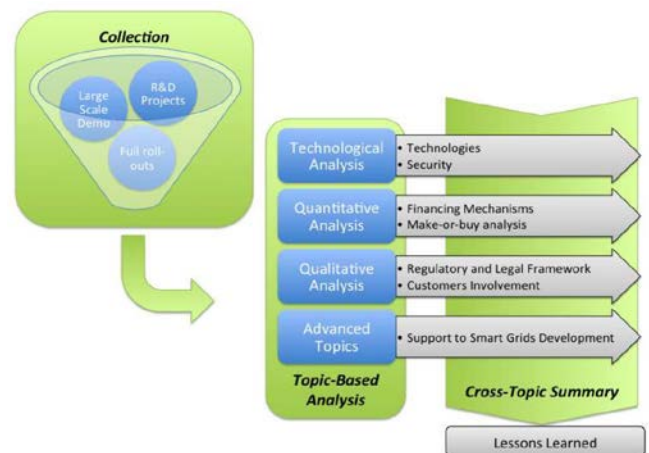 Collection
R&D
Projects
Large
Scale
Demo
Full roll-
outs
Technological
Analysis
• Technologies
• Security
Quantitative
Analysis
• Financing Mechanisms
• Make-or-buy analysis
Qualitative
Analysis
• Regulatory and Legal Framework
• Customers Involvement
Advanced
Topics
• Support to Smart Grids Development
Topic-Based
Analysis
Cross-Topic Summary
Lessons Learned